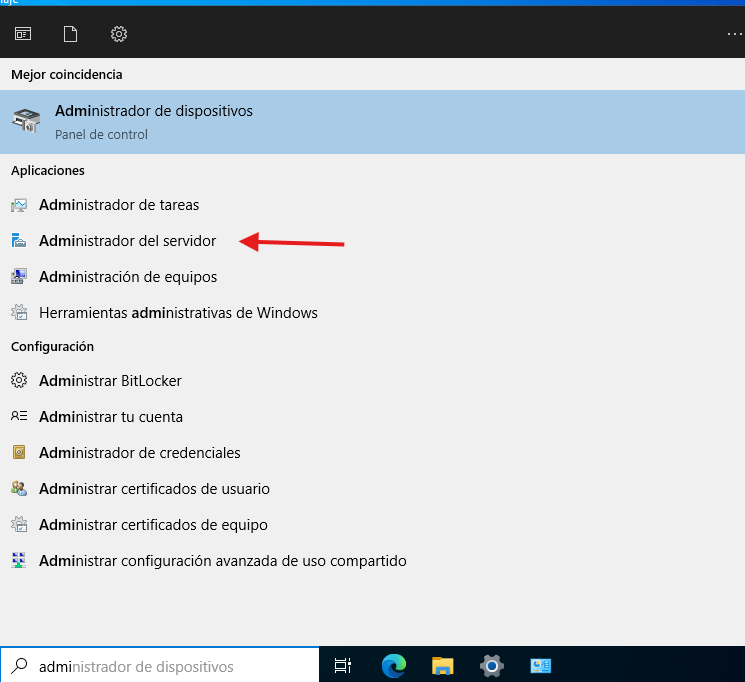 Mejor coincidencia
Administrador de dispositivos
Panel de control
Aplicaciones
Administrador de tareas
Administrador del servidor
Administración de equipos
Herramientas administrativas de Windows
Configuración
Administrar BitLocker
Administrar tu cuenta
Administrador de credenciales
Administrar certificados de usuario
Administrar certificados de equipo
Administrar configuración avanzada de uso compartido
administrador de dispositivos